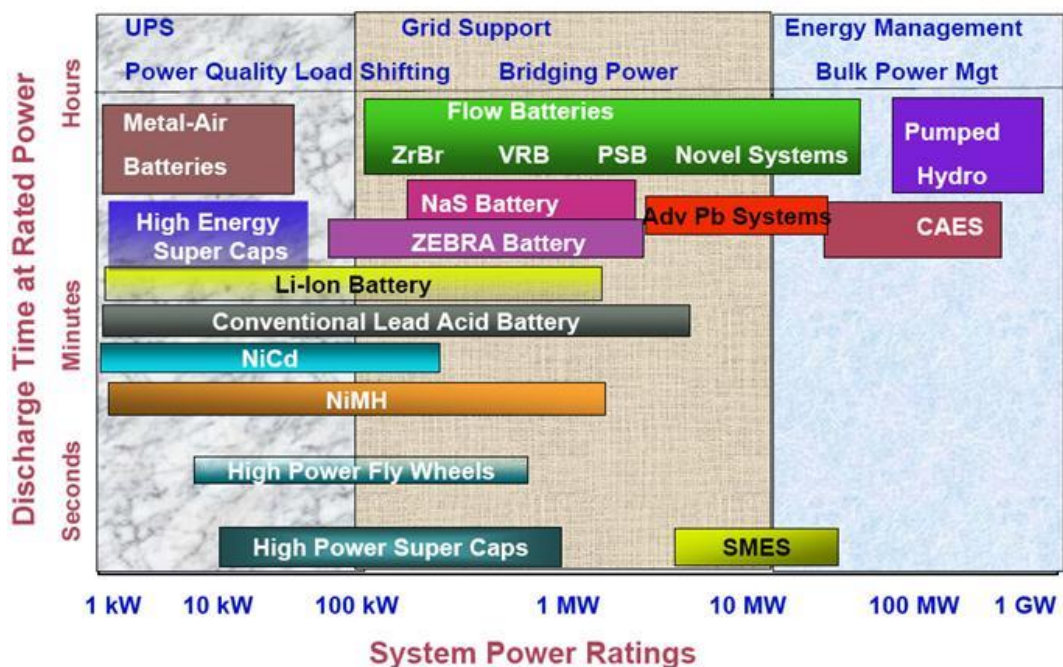 UPS Grid Support Energy Management
Power Quality Load Shifting Bridging Power Bulk Power Mgt
Discharge Time at Rated Power
Hours
Minutes
Seconds
Metal-Air
Batteries
Flow Batteries
ZrBr VRB PSB Novel Systems
Pumped
Hydro
High Energy
Super Caps
NaS Battery
Adv Pb Systems
CAES
ZEBRA Battery
Li-Ion Battery
Conventional Lead Acid Battery
NiCd
NiMH
High Power Fly Wheels
High Power Super Caps
SMES
1 kW 10 kW 100 kW 1 MW 10 MW 100 MW 1 GW
System Power Ratings